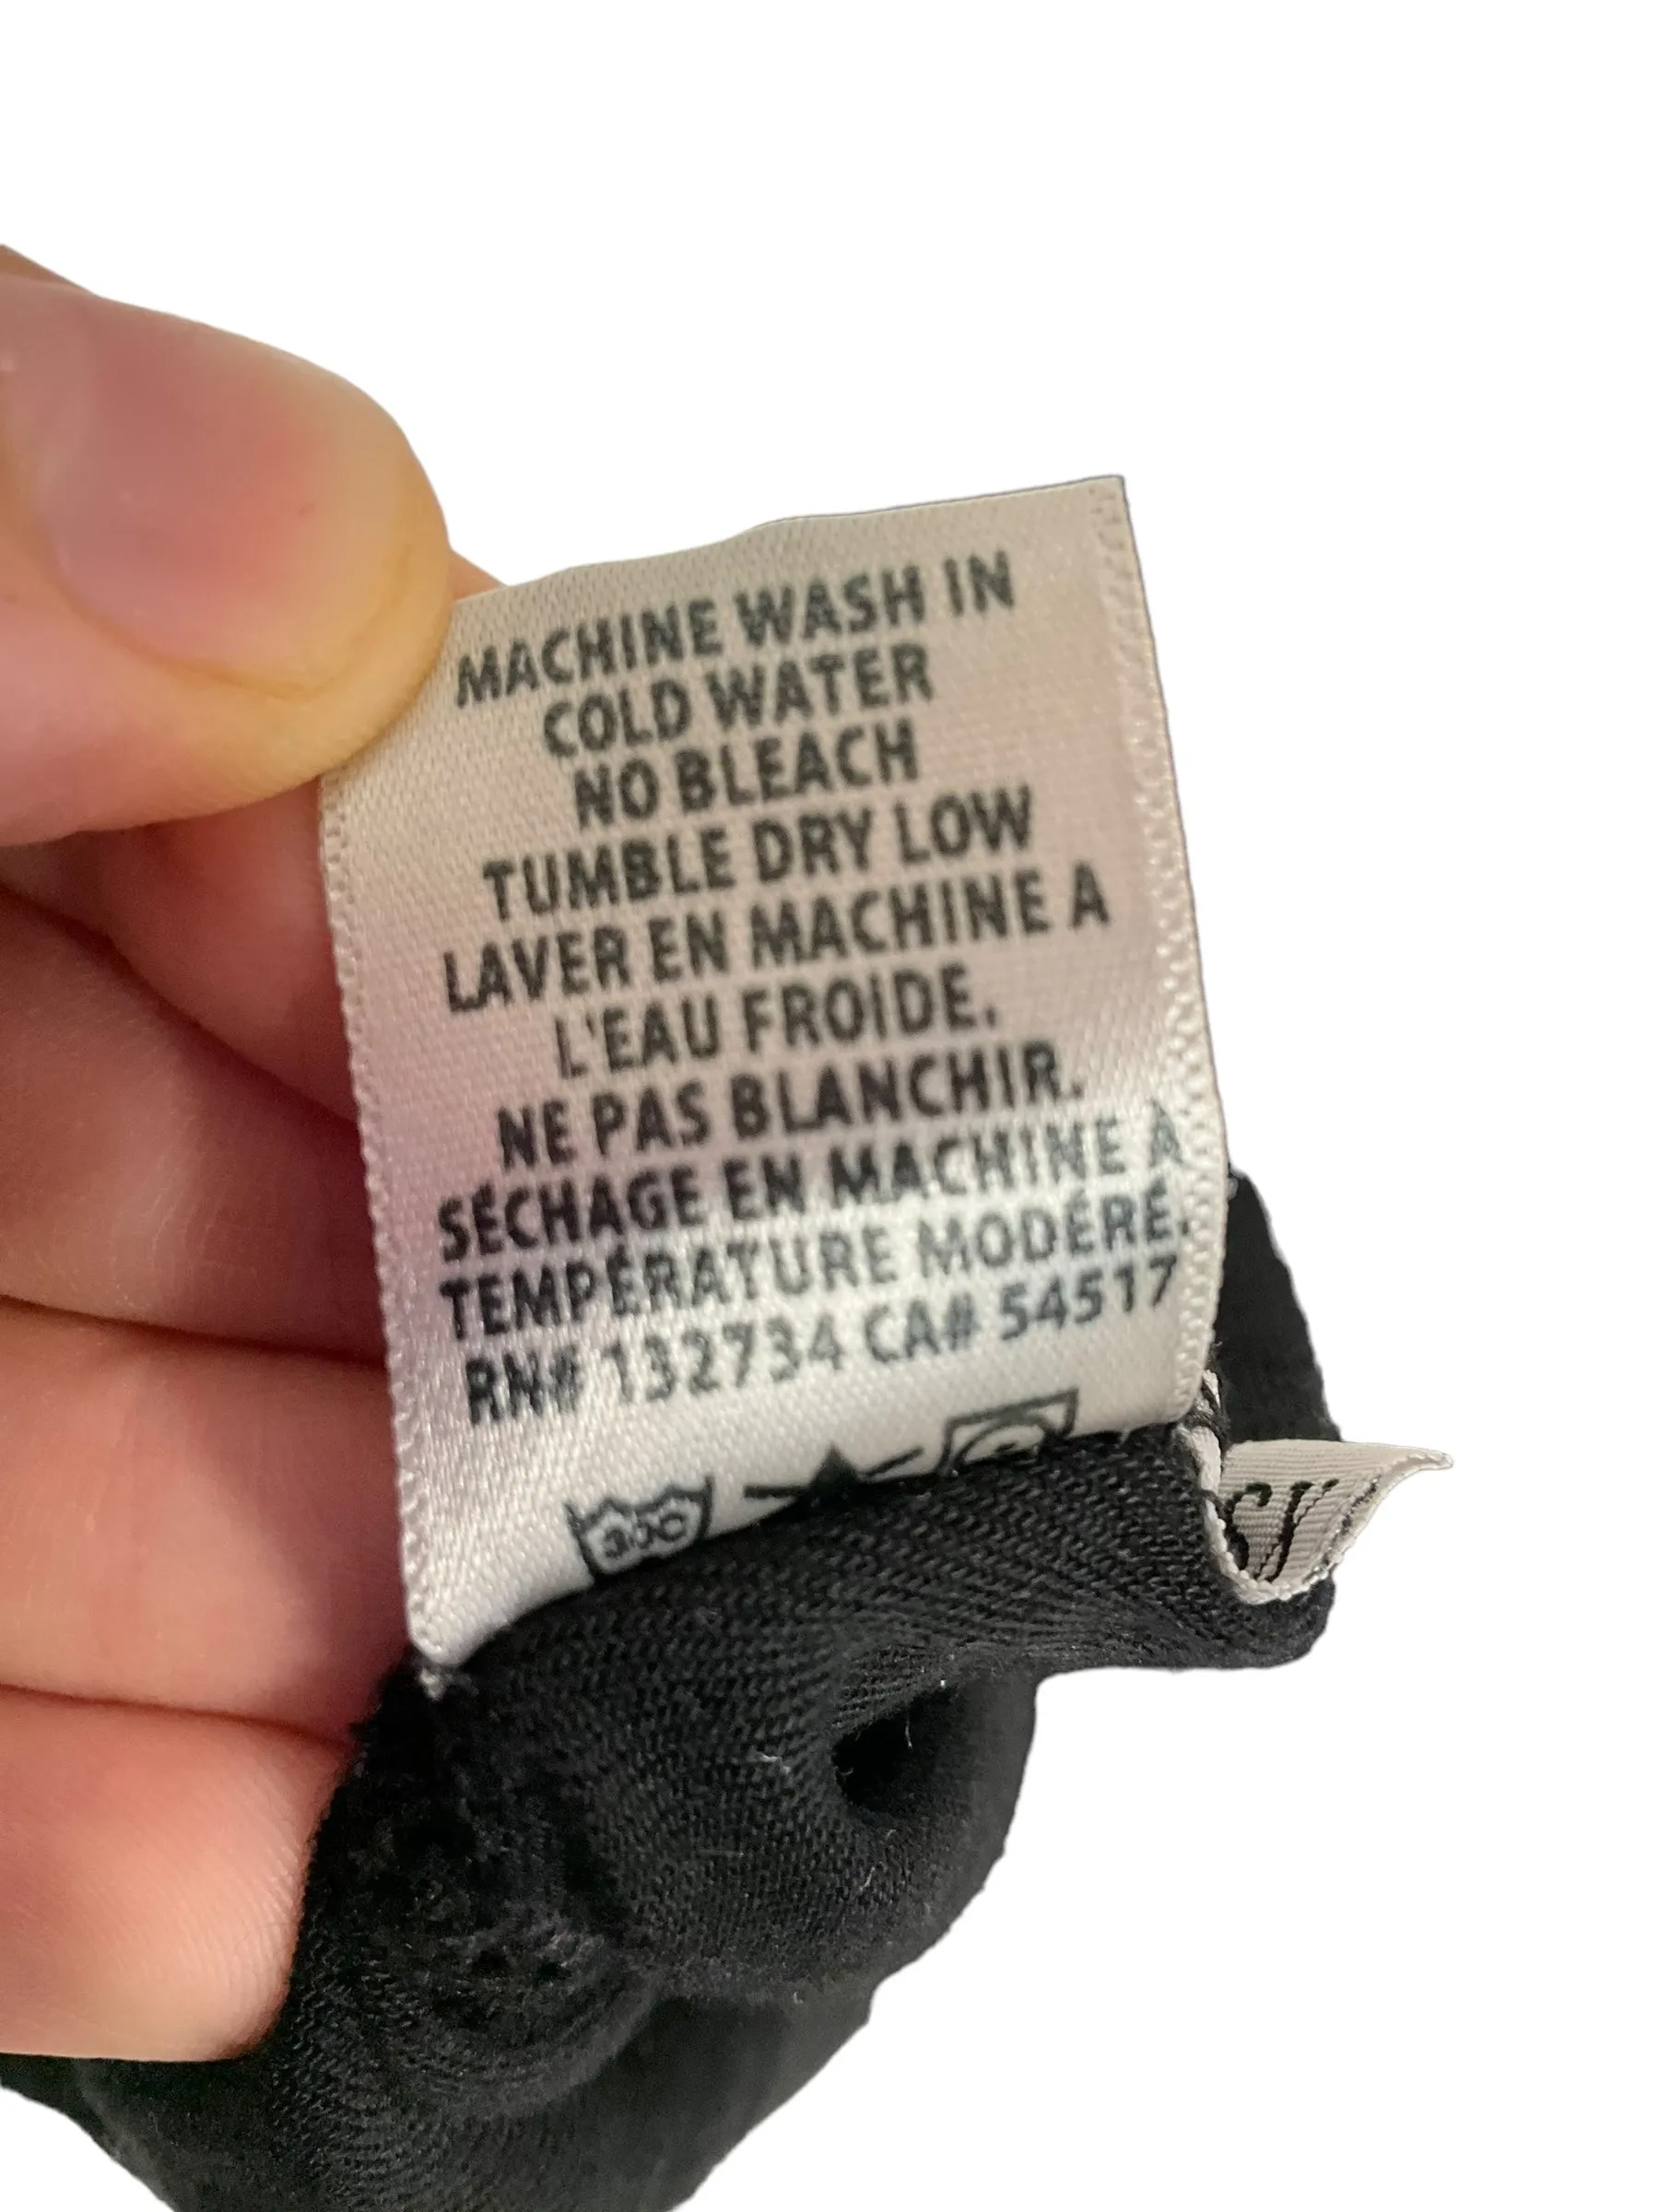 MACHINE WASH IN
COLD WATER
NO BLEACH
TUMBLE DRY LOW
LAVER EN MACHINE A
L'EAU FROIDE.
NE PAS BLANCHIR.
SÉCHAGE EN MACHINE À
TEMPÉRATURE MODÉRÉ.
RN# 132734 CA# 54517
30C